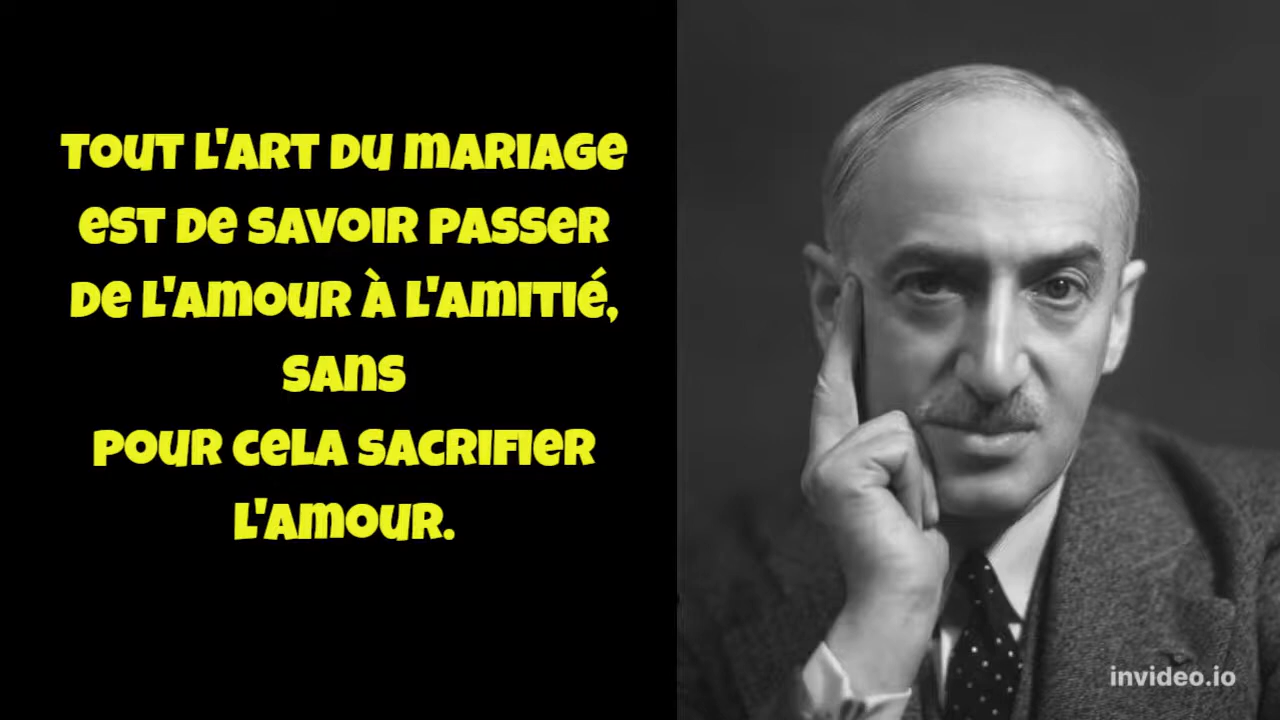 Tout l'art du mariage
est de savoir passer
de l'amour à l'amitié,
sans
pour cela sacrifier
l'amour.
invideo.io